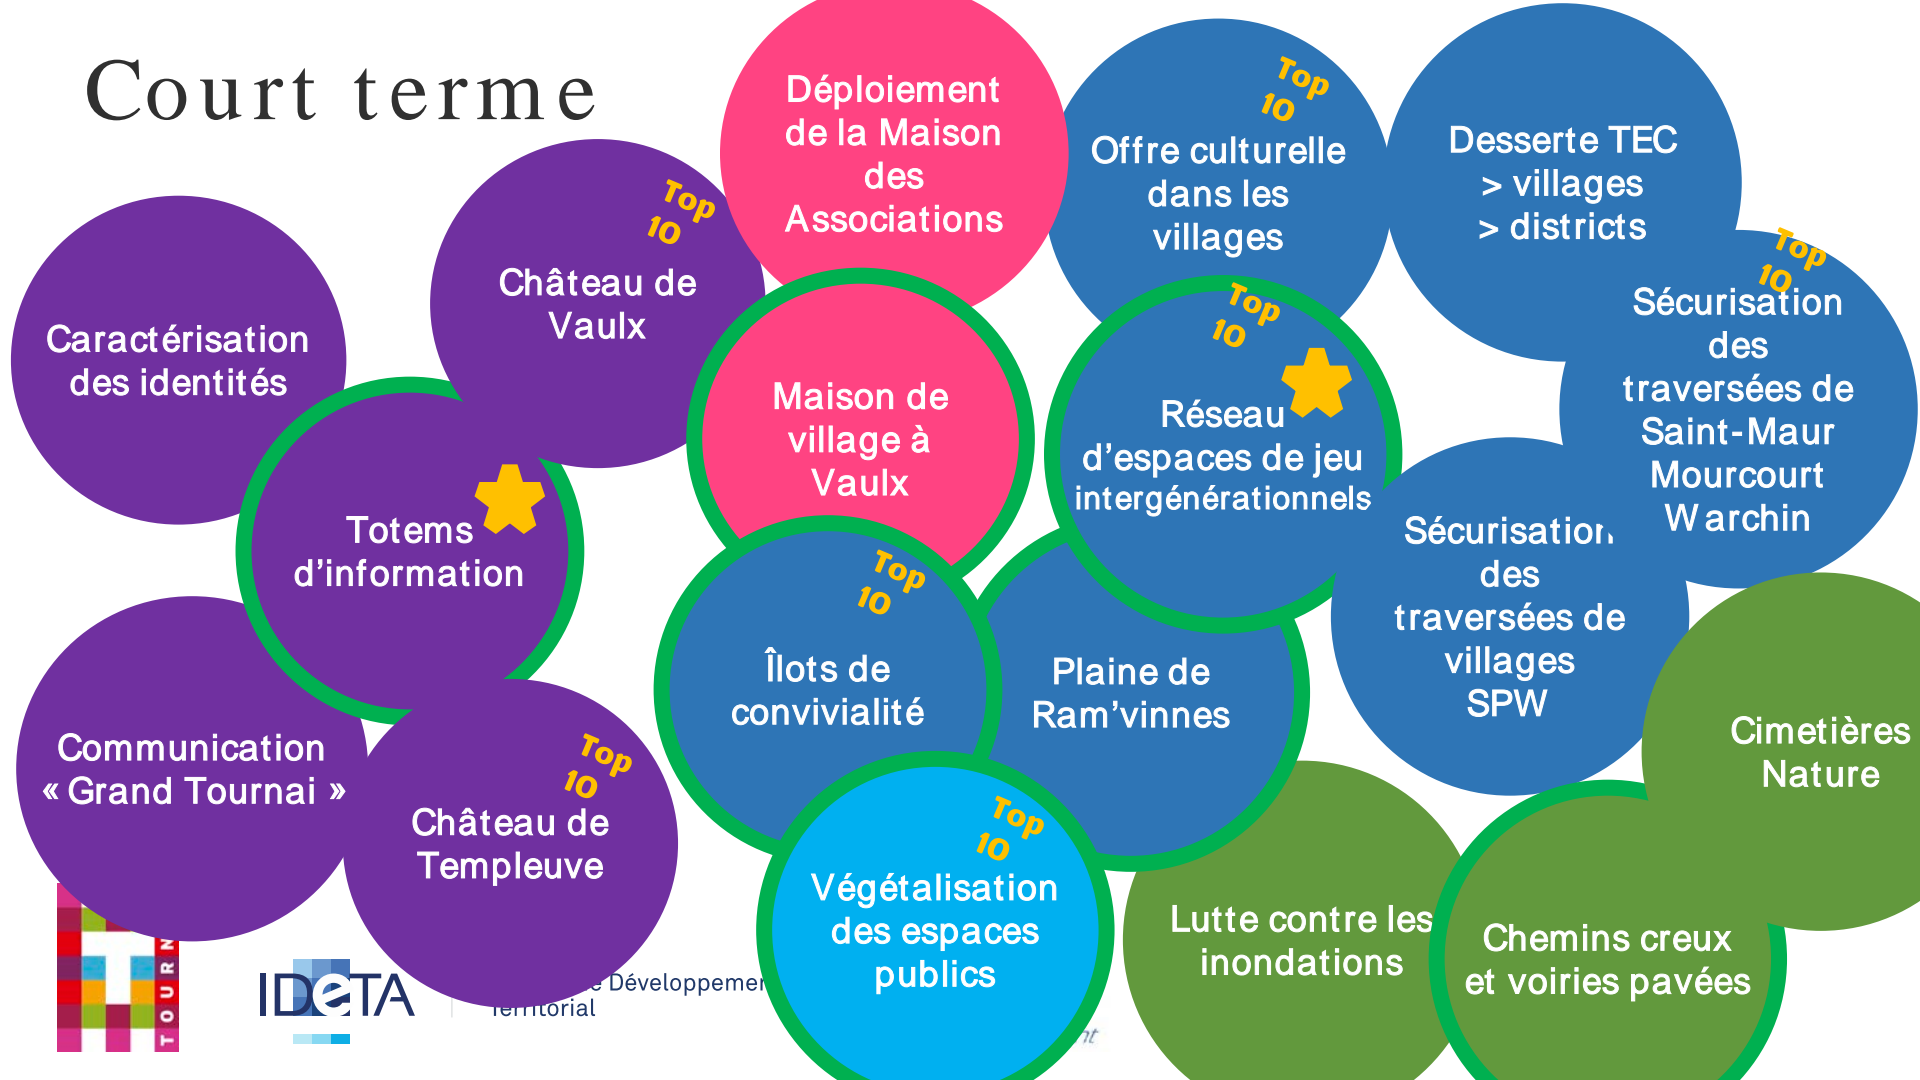 Court terme
Déploiement
de la Maison
des
Associations
Top
10
Offre culturelle
dans les
villages
Desserte TEC
> villages
> districts
Top
10
Château de
Vaulx
Top
10
Sécurisation
des
traversées de
Saint-Maur
Mourcourt
Warchin
Caractérisation
des identités
Maison de
village à
Vaulx
Top
10
Réseau
d’espaces de jeu
intergénérationnels
Totems
d’information
Sécurisation
des
traversées de
villages
SPW
Top
10
Îlots de
convivialité
Plaine de
Ram’vinnes
Cimetières
Nature
Communication
« Grand Tournai »
Top
10
Château de
Templeuve
Top
10
Végétalisation
des espaces
publics
Lutte contre les
inondations
Chemins creux
et voiries pavées
TOURN
IDETA
Développemen
Territorial